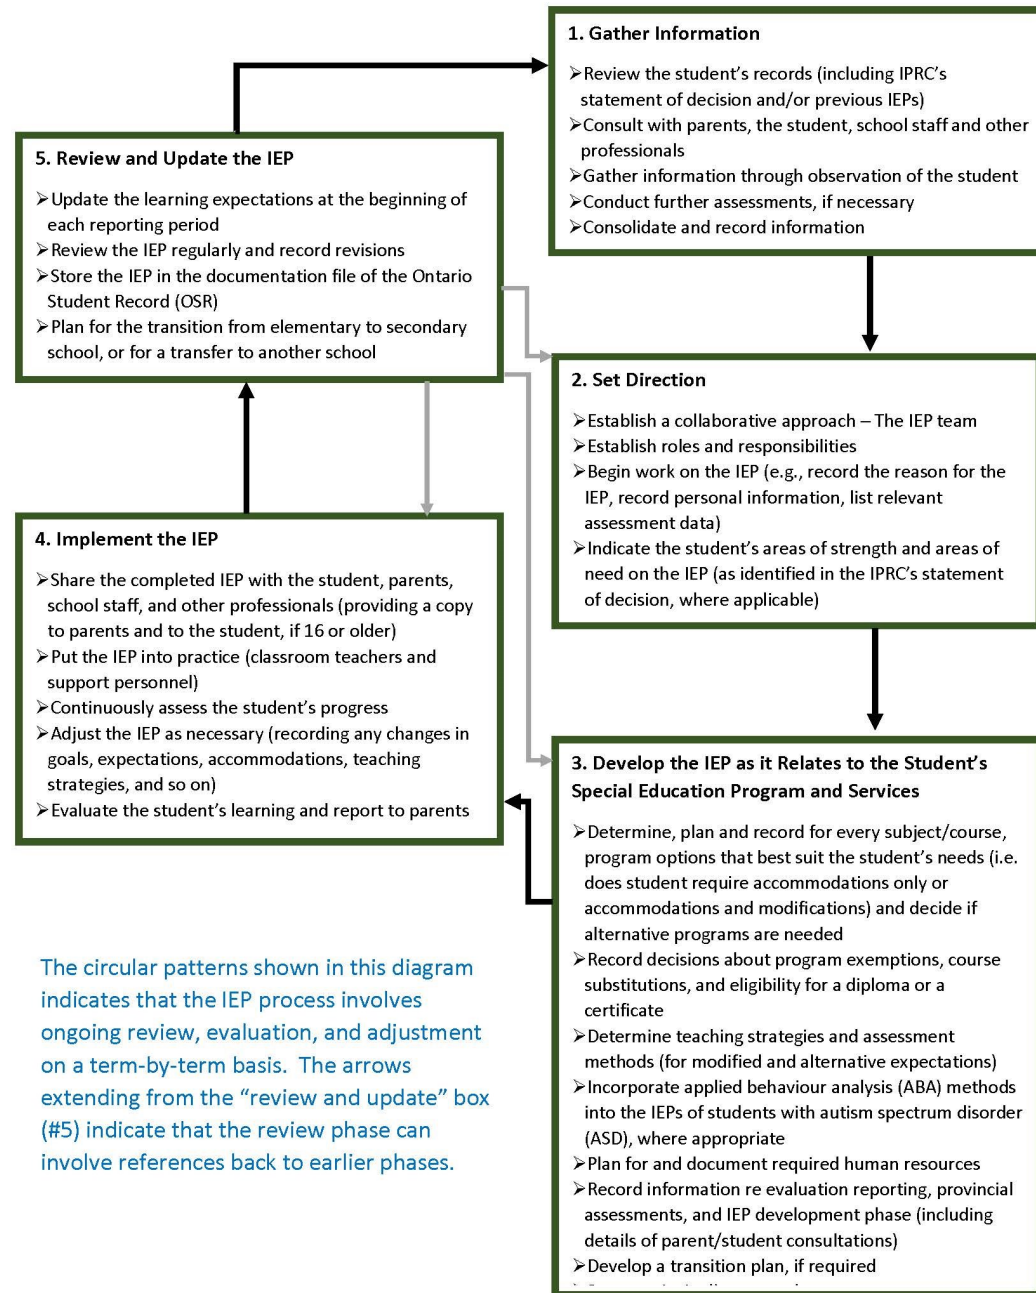 1. Gather Information
➢Review the student's records (including IPRC's
statement of decision and/or previous IEPs)
➢Consult with parents, the student, school staff and other
professionals
➢Gather information through observation of the student
➢Conduct further assessments, if necessary
➢Consolidate and record information
2. Set Direction
➢Establish a collaborative approach – The IEP team
➢Establish roles and responsibilities
➢Begin work on the IEP (e.g., record the reason for the
IEP, record personal information, list relevant
assessment data)
➢Indicate the student's areas of strength and areas of
need on the IEP (as identified in the IPRC's statement
of decision, where applicable)
3. Develop the IEP as it Relates to the Student's
Special Education Program and Services
➢Determine, plan and record for every subject/course,
program options that best suit the student's needs (i.e.
does student require accommodations only or
accommodations and modifications) and decide if
alternative programs are needed
➢Record decisions about program exemptions, course
substitutions, and eligibility for a diploma or a
certificate
➢Determine teaching strategies and assessment
methods (for modified and alternative expectations)
➢Incorporate applied behaviour analysis (ABA) methods
into the IEPs of students with autism spectrum disorder
(ASD), where appropriate
➢Plan for and document required human resources
➢Record information re evaluation reporting, provincial
assessments, and IEP development phase (including
details of parent/student consultations)
➢Develop a transition plan, if required
4. Implement the IEP
➢Share the completed IEP with the student, parents,
school staff, and other professionals (providing a copy
to parents and to the student, if 16 or older)
➢Put the IEP into practice (classroom teachers and
support personnel)
➢Continuously assess the student's progress
➢Adjust the IEP as necessary (recording any changes in
goals, expectations, accommodations, teaching
strategies, and so on)
➢Evaluate the student's learning and report to parents
5. Review and Update the IEP
➢Update the learning expectations at the beginning of
each reporting period
➢Review the IEP regularly and record revisions
➢Store the IEP in the documentation file of the Ontario
Student Record (OSR)
➢Plan for the transition from elementary to secondary
school, or for a transfer to another school
The circular patterns shown in this diagram
indicates that the IEP process involves
ongoing review, evaluation, and adjustment
on a term-by-term basis.  The arrows
extending from the "review and update" box
(#5) indicate that the review phase can
involve references back to earlier phases.